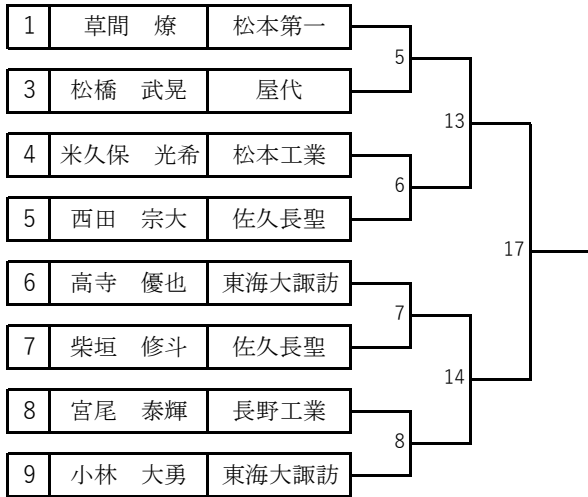 1 草間　燎 松本第一
5
3 松橋　武晃 屋代
13
4 米久保　光希 松本工業
6
5 西田　宗大 佐久長聖
17
6 高寺　優也 東海大諏訪
7
7 柴垣　修斗 佐久長聖
14
8 宮尾　泰輝 長野工業
8
9 小林　大勇 東海大諏訪